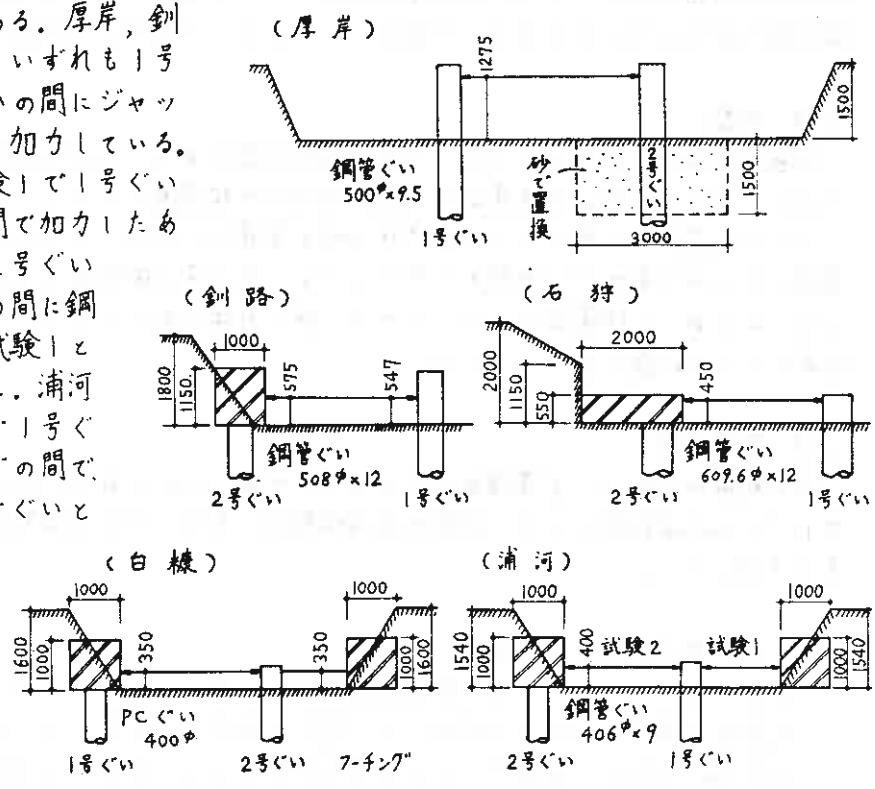 る。厚岸，釧
いずれも1号
いの間にジャッ
加力している。
験1で1号ぐい
間で加力したあ
号ぐい
の間に鋼
試験1と
．浦河
1号ぐ
ての間で，
ぐいと
（厚岸）
1275
1500
鋼管ぐい
500φ×9.5
砂で置換
2号ぐい
1500
1号ぐい
3000
（釧路）
1000
1800
1150
575
547
鋼管ぐい
508φ×12
2号ぐい
1号ぐい
（石狩）
2000
2000
1150
550
450
鋼管ぐい
609.6φ×12
2号ぐい
1号ぐい
（白糠）
1000
1000
1600
1000
350
350
1000
1600
PCぐい
400φ
1号ぐい
2号ぐい
フーチング
（浦河）
1000
1000
1540
1000
400
試験2
試験1
1000
1540
鋼管ぐい
406φ×9
2号ぐい
1号ぐい